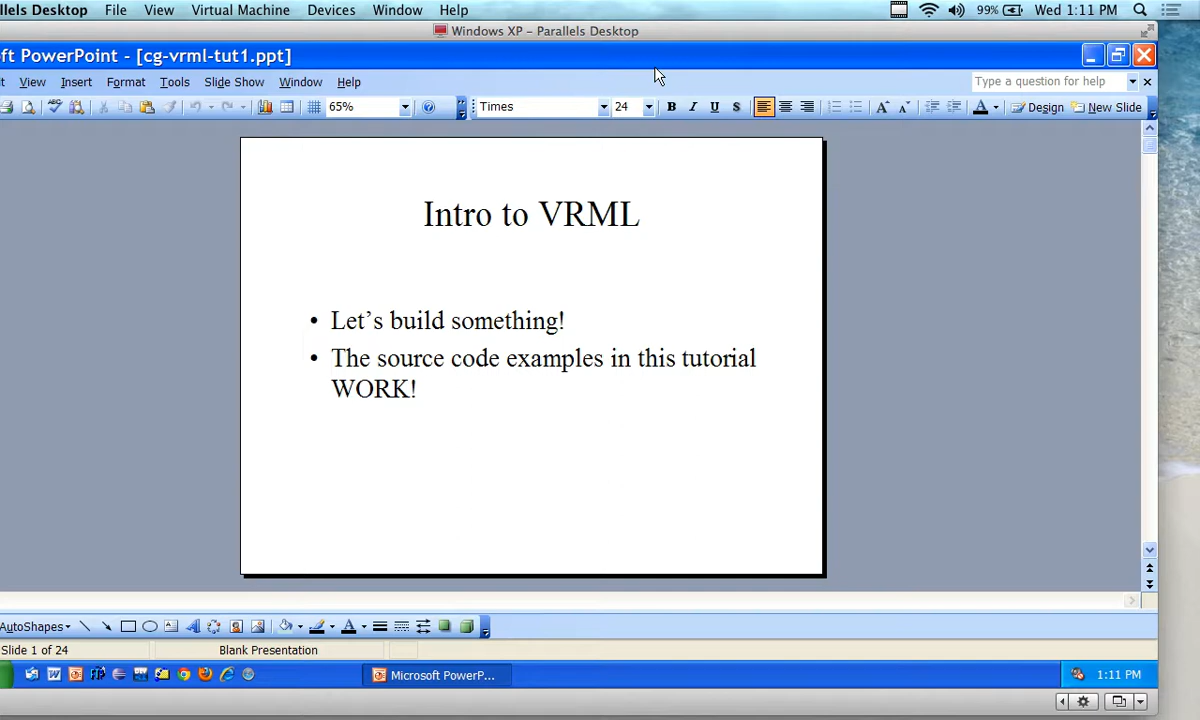 llels Desktop File View Virtual Machine Devices Window Help 99% Wed 1:11 PM
Windows XP - Parallels Desktop
oft PowerPoint - [cg-vrml-tut1.ppt]
t View Insert Format Tools Slide Show Window Help Type a question for help
65% Times 24 B I U S A A A Design New Slide
Intro to VRML
• Let's build something!
• The source code examples in this tutorial
WORK!
AutoShapes A A
Slide 1 of 24 Blank Presentation
Microsoft PowerP... 1:11 PM